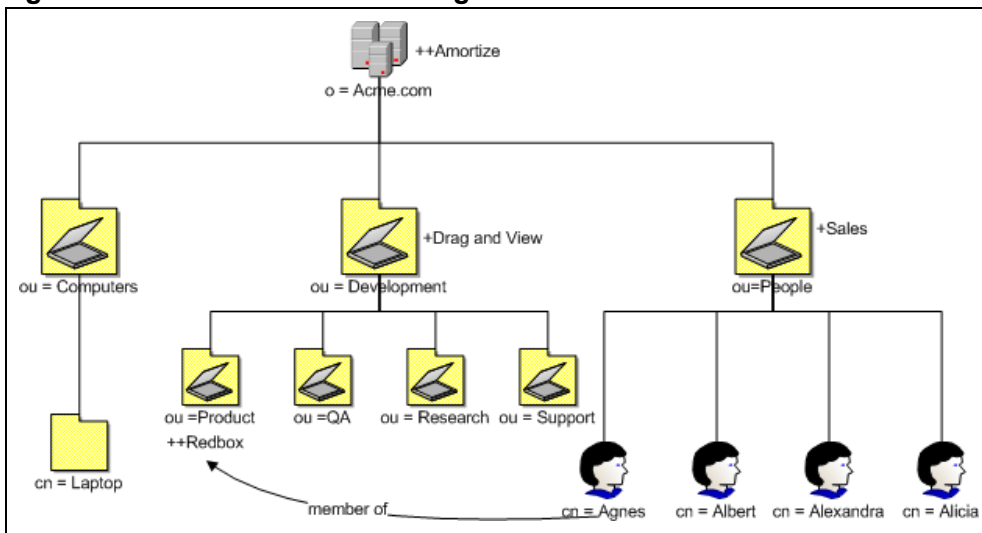 ++Amortize
o = Acme.com
+Drag and View
+Sales
ou = Computers
ou = Development
ou=People
ou =Product
ou =QA
ou = Research
ou = Support
++Redbox
cn = Laptop
member of
cn = Agnes
cn = Albert
cn = Alexandra
cn = Alicia